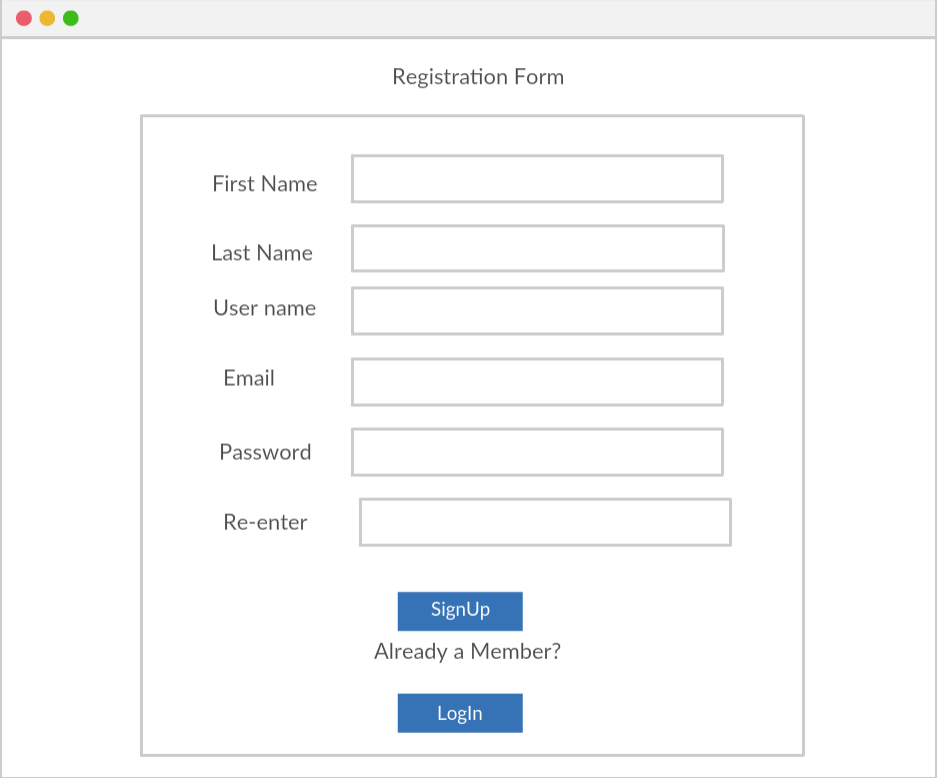 Registration Form
First Name
Last Name
User name
Email
Password
Re-enter
SignUp
Already a Member?
LogIn